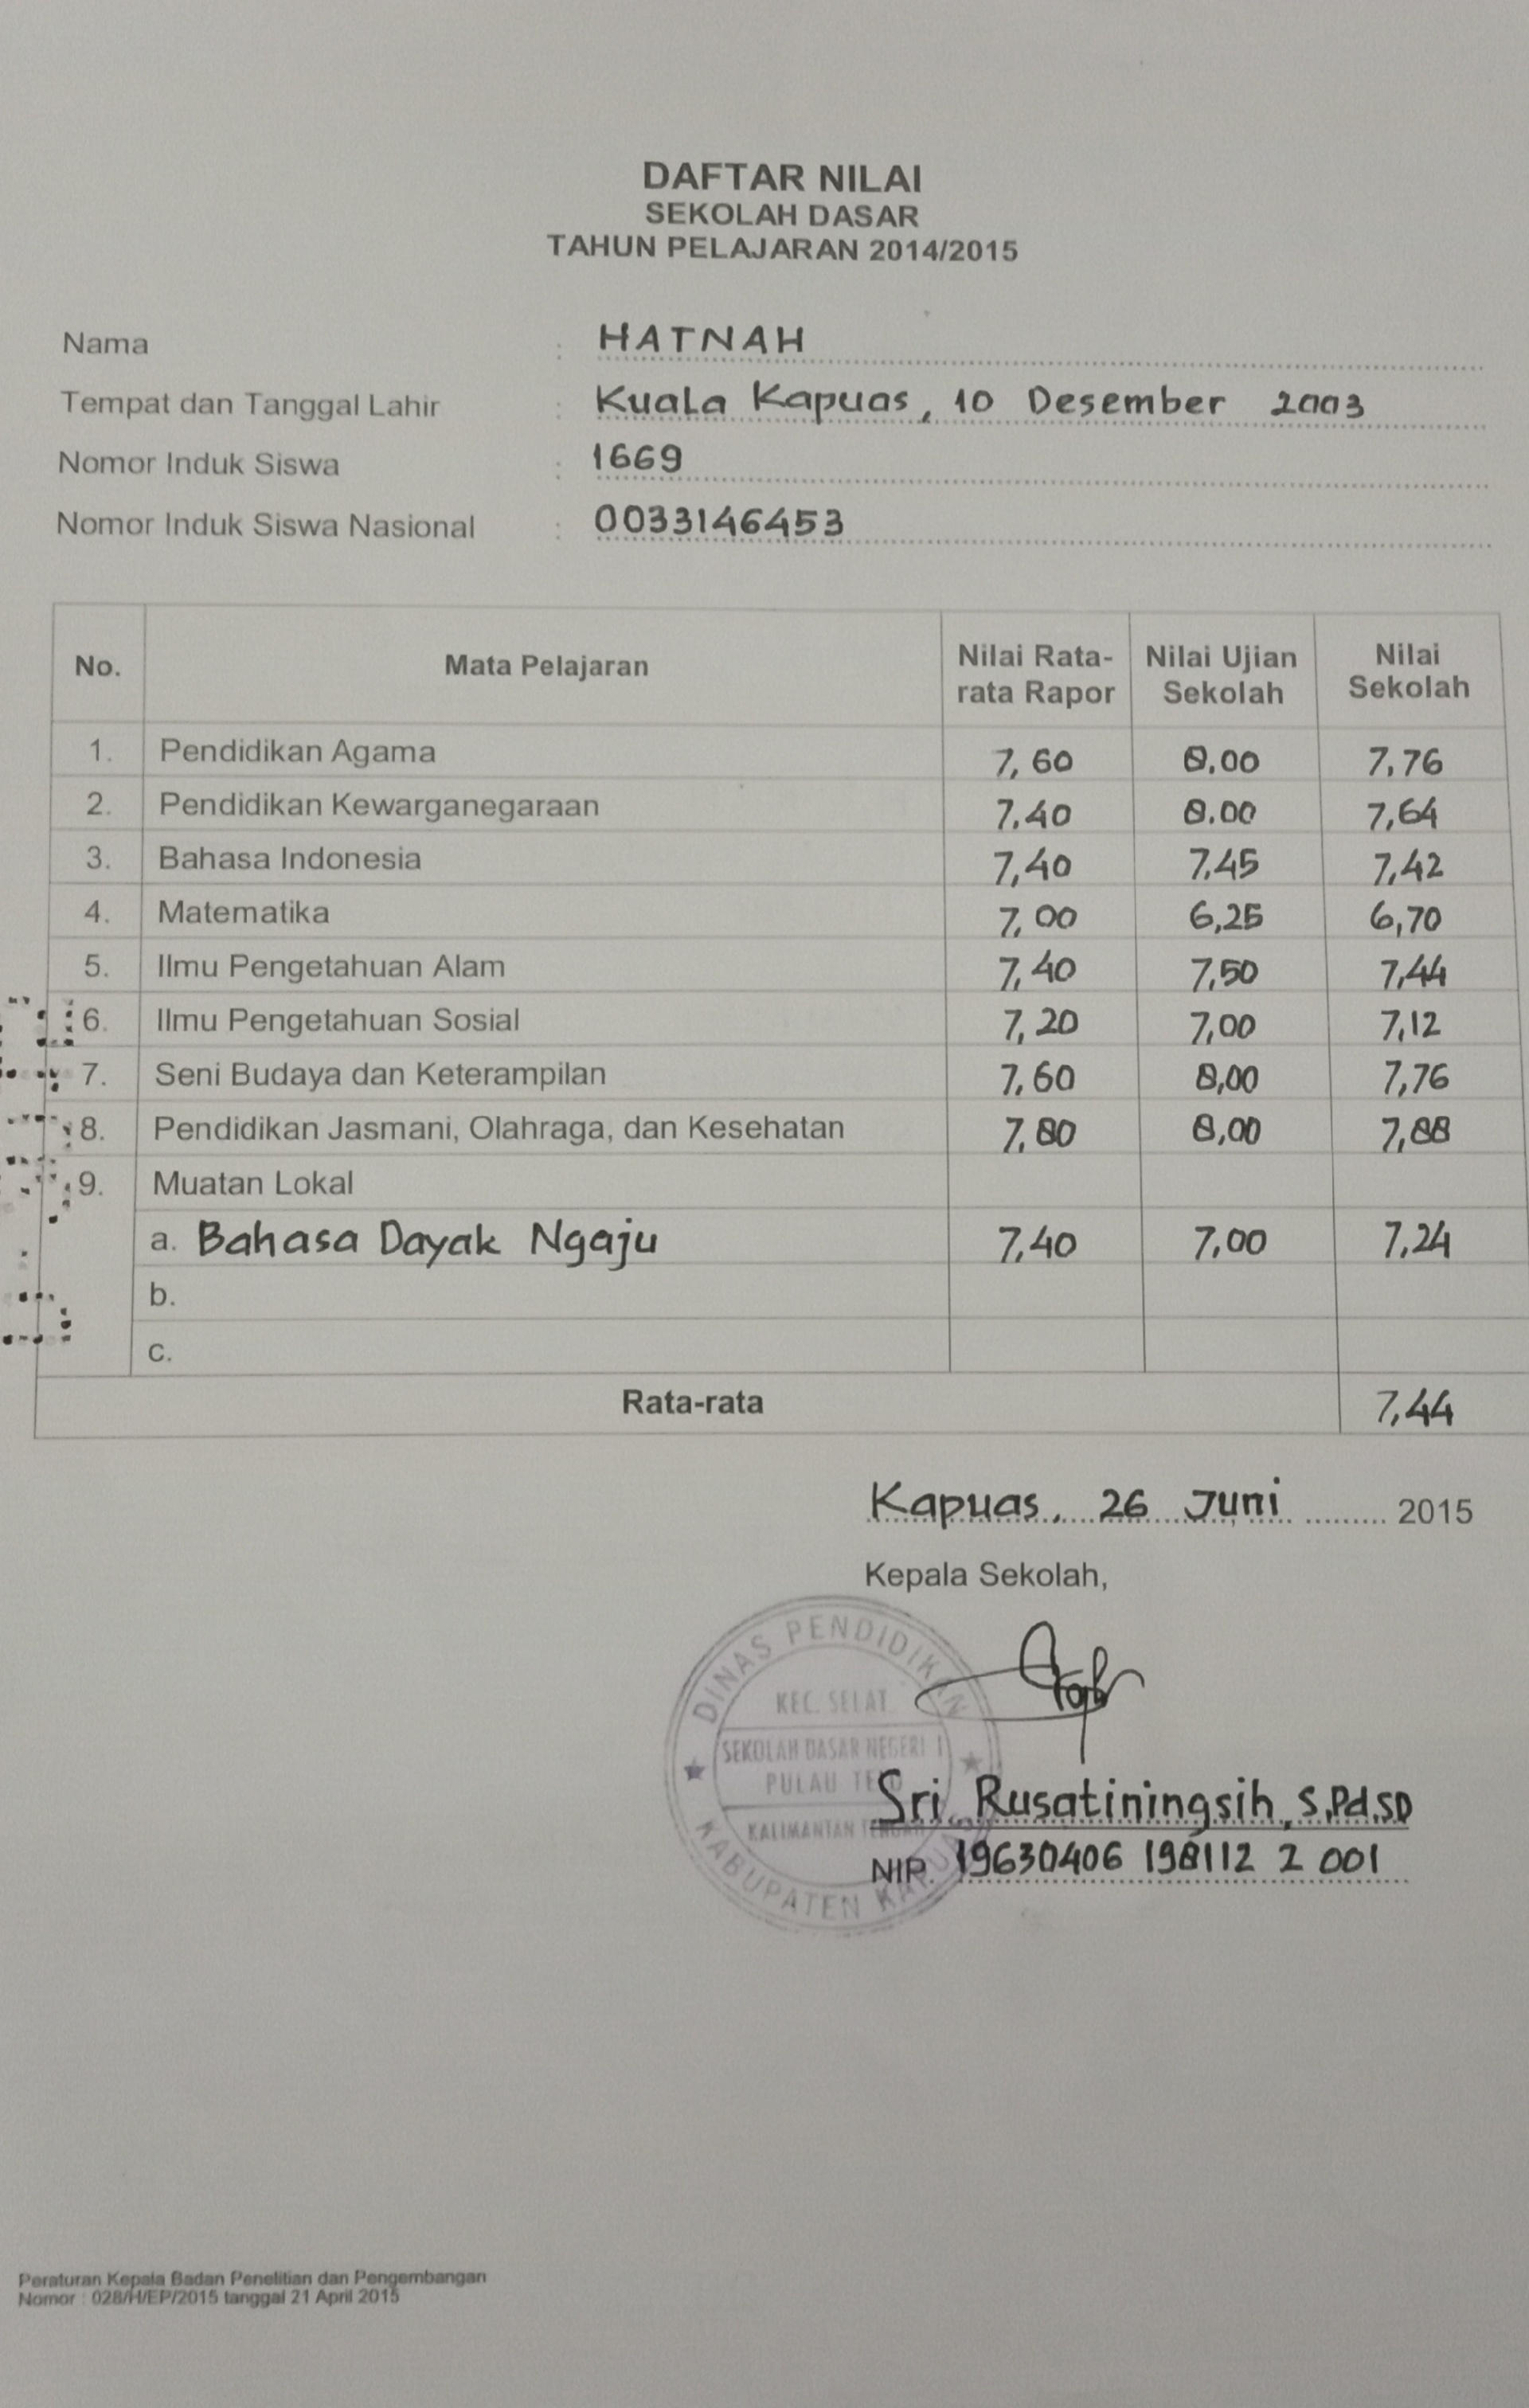 DAFTAR NILAI
SEKOLAH DASAR
TAHUN PELAJARAN 2014/2015
Nama : HATNAH
Tempat dan Tanggal Lahir : Kuala Kapuas, 10 Desember 2003
Nomor Induk Siswa : 1669
Nomor Induk Siswa Nasional : 0033146453
No. Mata Pelajaran Nilai Rata-rata Rapor Nilai Ujian Sekolah Nilai Sekolah
1. Pendidikan Agama 7,60 8,00 7,76
2. Pendidikan Kewarganegaraan 7.40 8.00 7,64
3. Bahasa Indonesia 7,40 7,45 7,42
4. Matematika 7,00 6,25 6,70
5. Ilmu Pengetahuan Alam 7,40 7,50 7,44
6. Ilmu Pengetahuan Sosial 7,20 7,00 7,12
7. Seni Budaya dan Keterampilan 7,60 8,00 7,76
8. Pendidikan Jasmani, Olahraga, dan Kesehatan 7,80 8,00 7,88
9. Muatan Lokal
a. Bahasa Dayak Ngaju 7,40 7,00 7,24
b.
c.
Rata-rata 7,44
Kapuas, 26 Juni 2015
Kepala Sekolah,
DINAS PENDIDIKAN
KEC. SELAT
SEKOLAH DASAR NEGERI 1
PULAU
KALIMANTAN TENGAH
KABUPATEN KAPUAS
Sri Rusatiningsih, S.Pd.SD
NIP. 19630406 198112 2 001
Peraturan Kepala Badan Penelitian dan Pengembangan
Nomor : 028/H/EP/2015 tanggal 21 April 2015